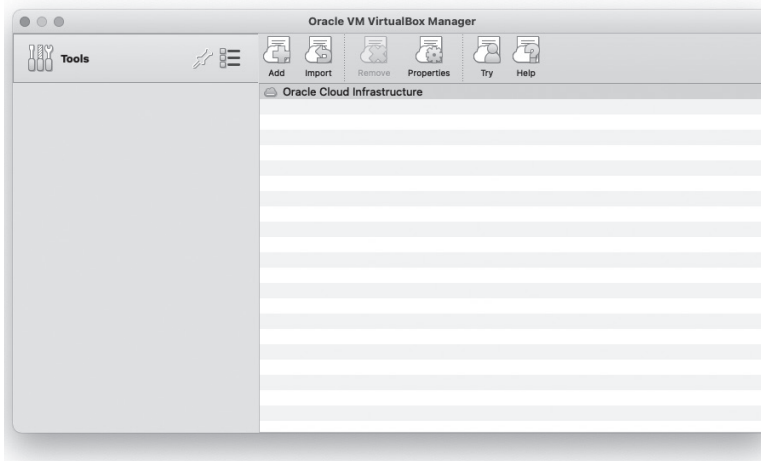 Oracle VM VirtualBox Manager
Tools
Add Import Remove Properties Try Help
Oracle Cloud Infrastructure